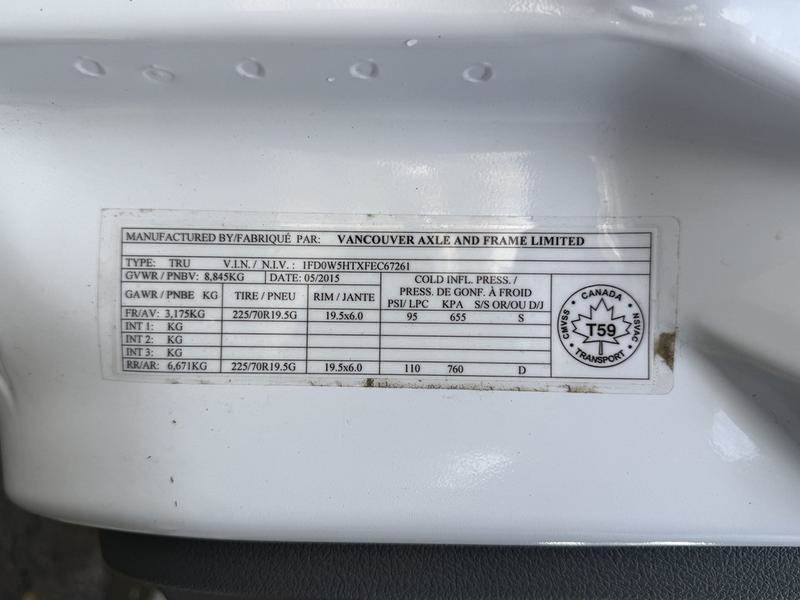 MANUFACTURED BY/FABRIQUÉ PAR: VANCOUVER AXLE AND FRAME LIMITED
TYPE: TRU V.I.N./ N.I.V. : 1FD0W5HTXFEC67261
GVWR / PNBV: 8,845KG DATE: 05/2015
COLD INFL. PRESS. /
PRESS. DE GONF. À FROID
GAWR / PNBE KG TIRE / PNEU RIM / JANTE PSI/ LPC KPA S/S OR/OU D/J
FR/AV: 3,175KG 225/70R19.5G 19.5x6.0 95 655 S
INT 1: KG
INT 2: KG
INT 3: KG
RR/AR: 6,671KG 225/70R19.5G 19.5x6.0 110 760 D
CANADA
CMVSS T59 NSVAC
TRANSPORT